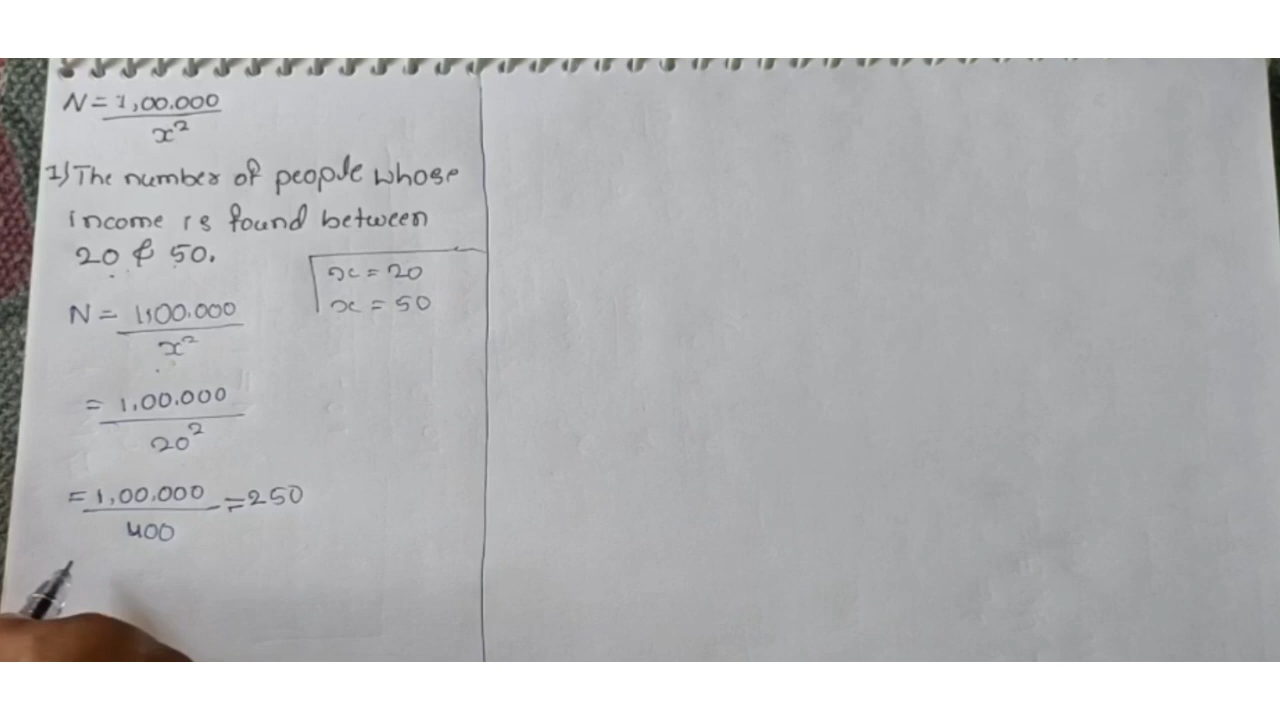 N = 1,00.000
x²
1) The number of people whose
income is found between
20 & 50.
x = 20
x = 50
N = 1,00.000
x²
= 1,00.000
20²
= 1,00,000 = 250
400